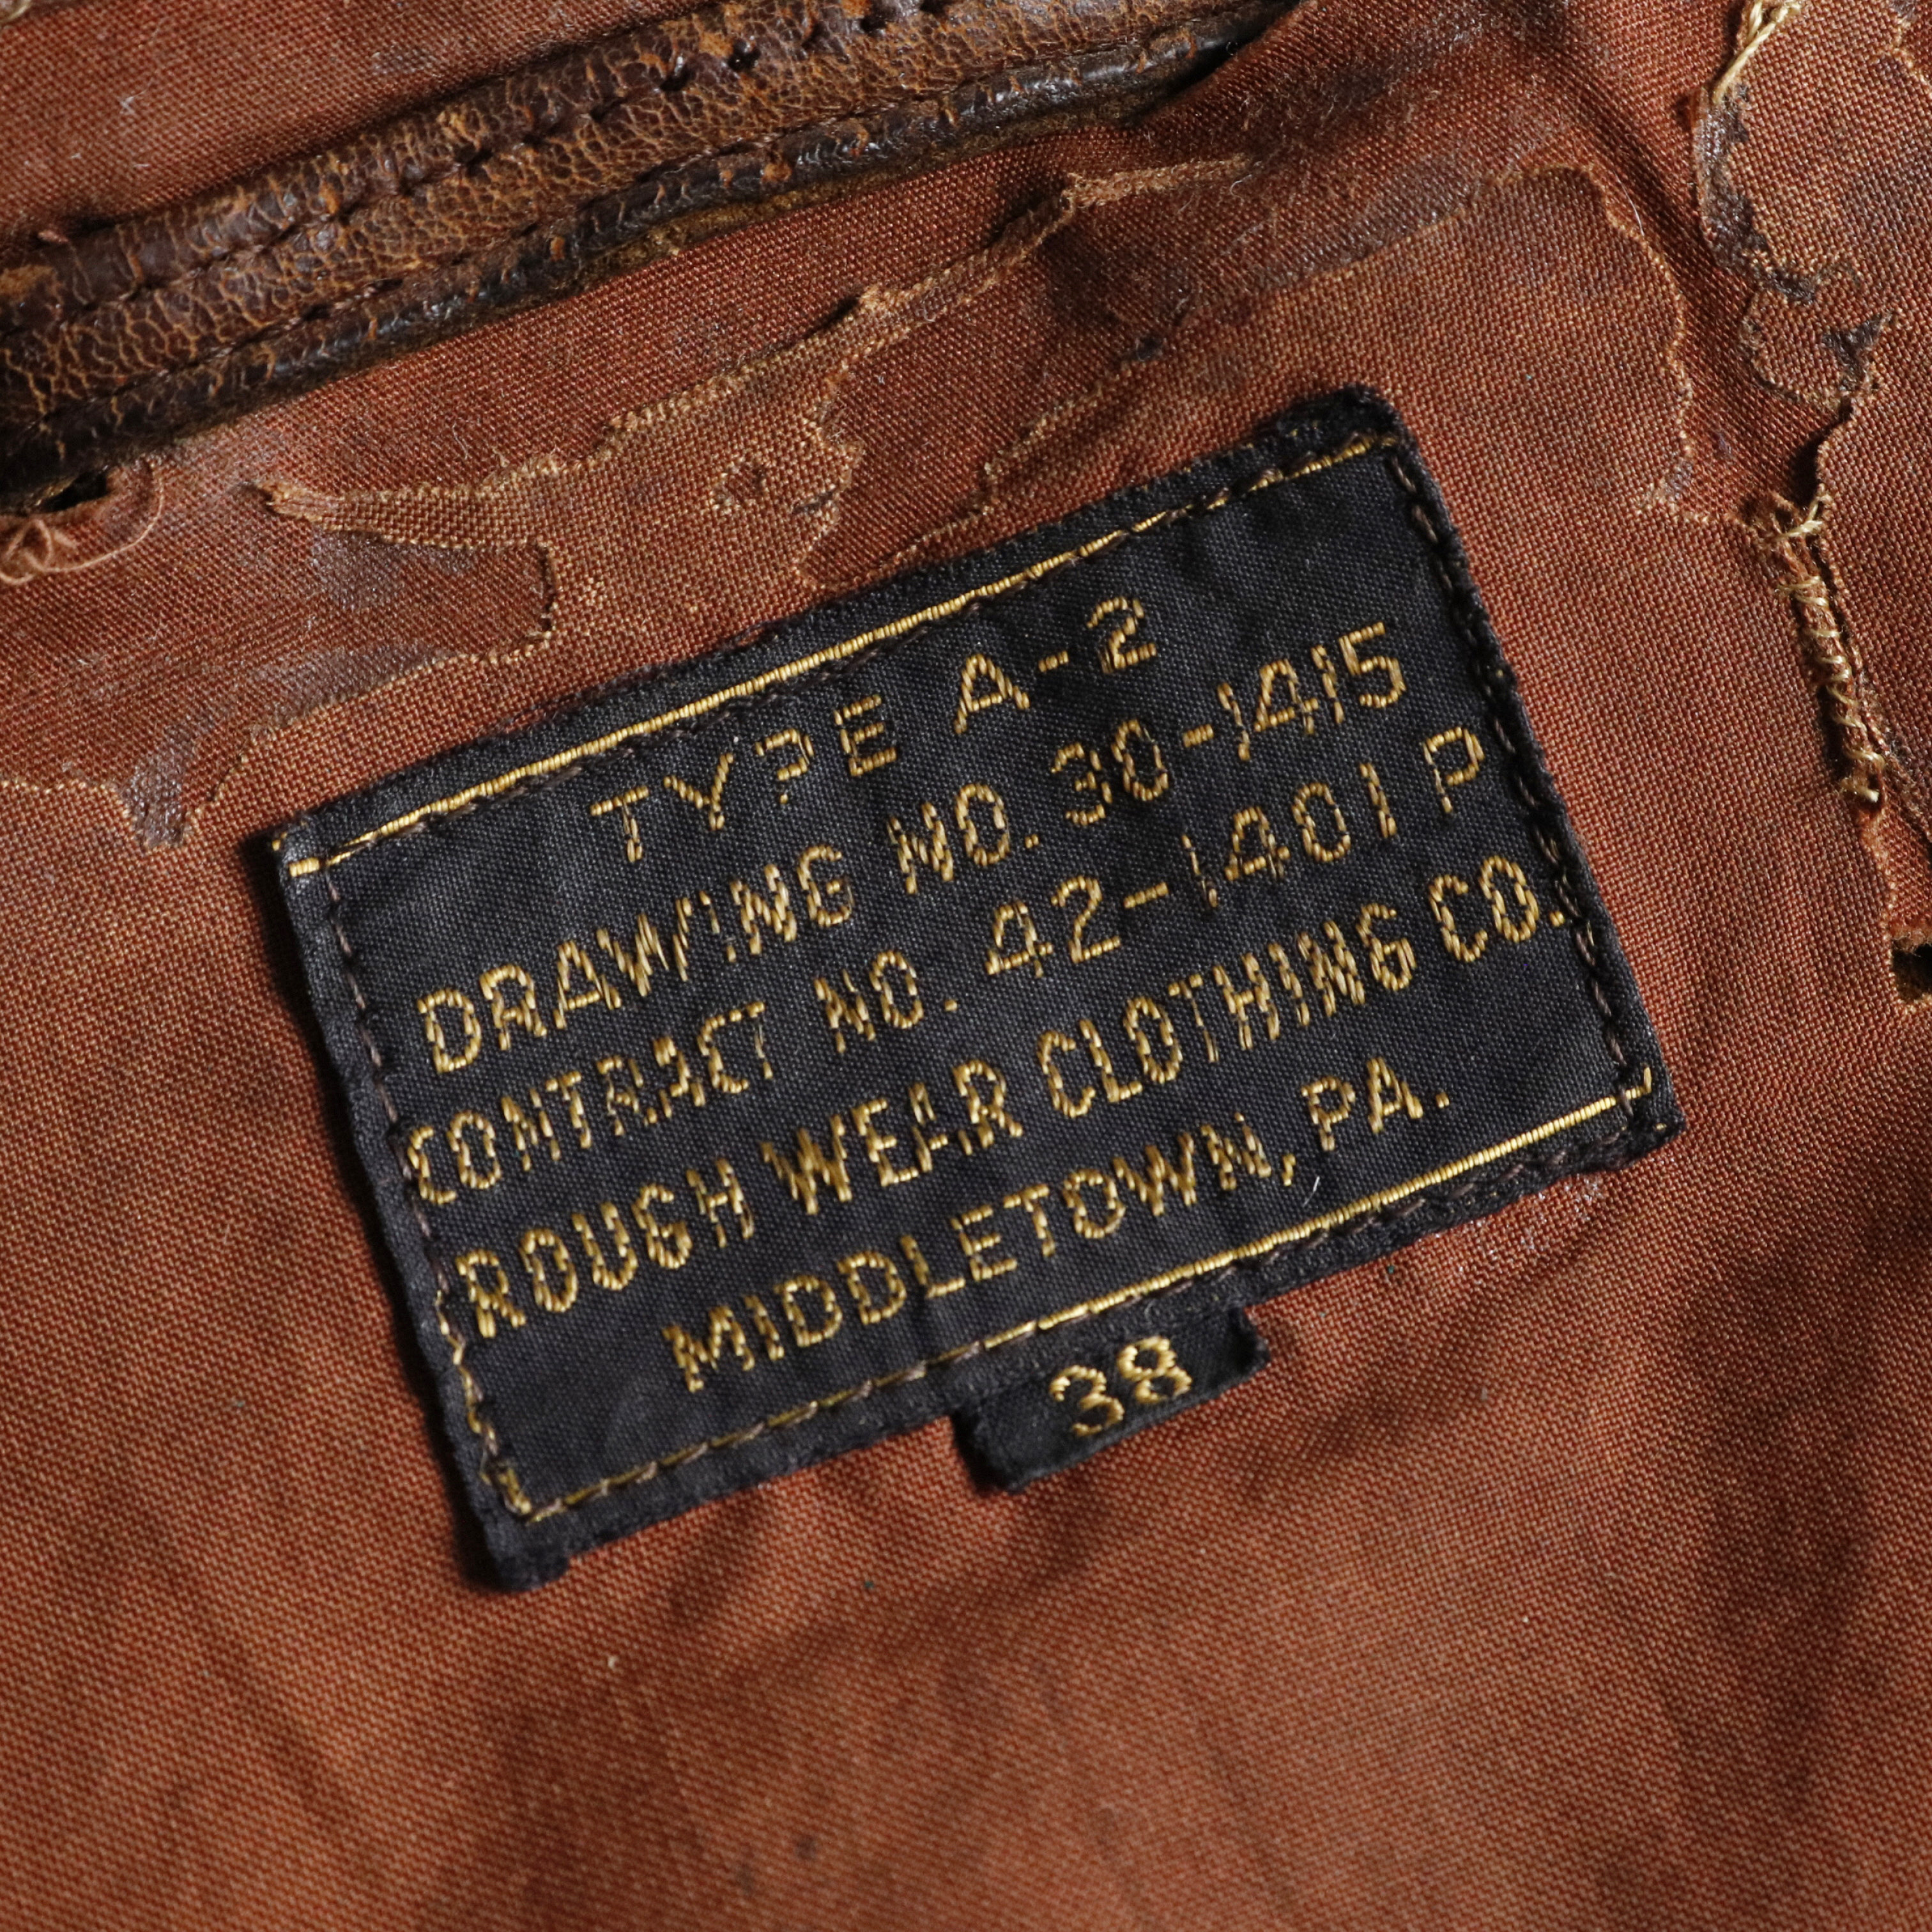 TYPE A-2
DRAWING NO. 30-1415
CONTRACT NO. 42-1401 P
ROUGH WEAR CLOTHING CO.
MIDDLETOWN, PA.
38